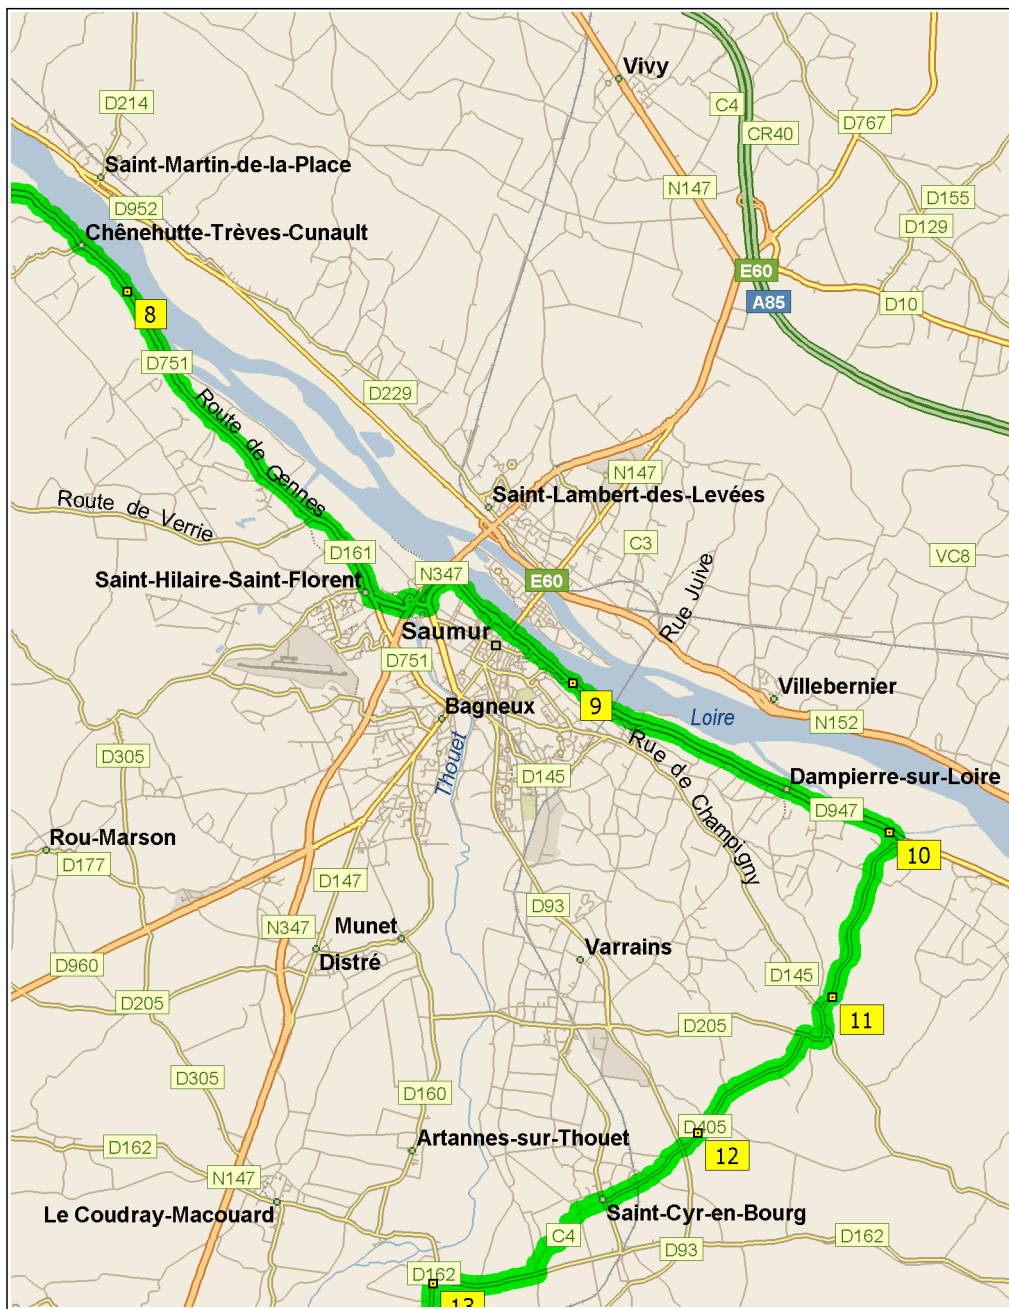 Vivy
C4
D214
D767
CR40
Saint-Martin-de-la-Place
N147
D155
D952
D129
Chênehutte-Trèves-Cunault
E60
A85
D10
8
D751
D229
Route de Gennes
N147
Saint-Lambert-des-Levées
Route de Verrie
C3
D161
VC8
N347
Saint-Hilaire-Saint-Florent
E60
Rue Juive
Saumur
D751
Villebernier
9
Bagneux
Loire
N152
Rue de Champigny
D305
Thouet
D145
Dampierre-sur-Loire
D947
Rou-Marson
10
D177
D147
D93
N347
Munet
Varrains
D960
Distré
D145
D205
11
D205
D305
D160
D405
Artannes-sur-Thouet
D162
12
N147
Le Coudray-Macouard
Saint-Cyr-en-Bourg
C4
D93
D162
D162
13